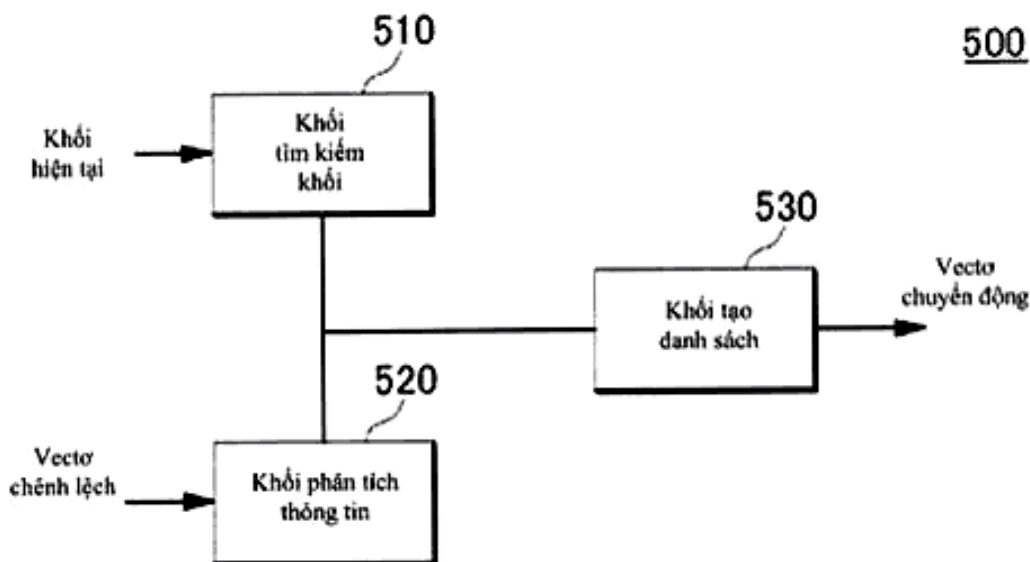 510
500
Khối
tìm kiếm
khối
Khối
hiện tại
530
Khối tạo
danh sách
Vectơ
chuyển động
520
Khối phân tích
thông tin
Vectơ
chênh lệch